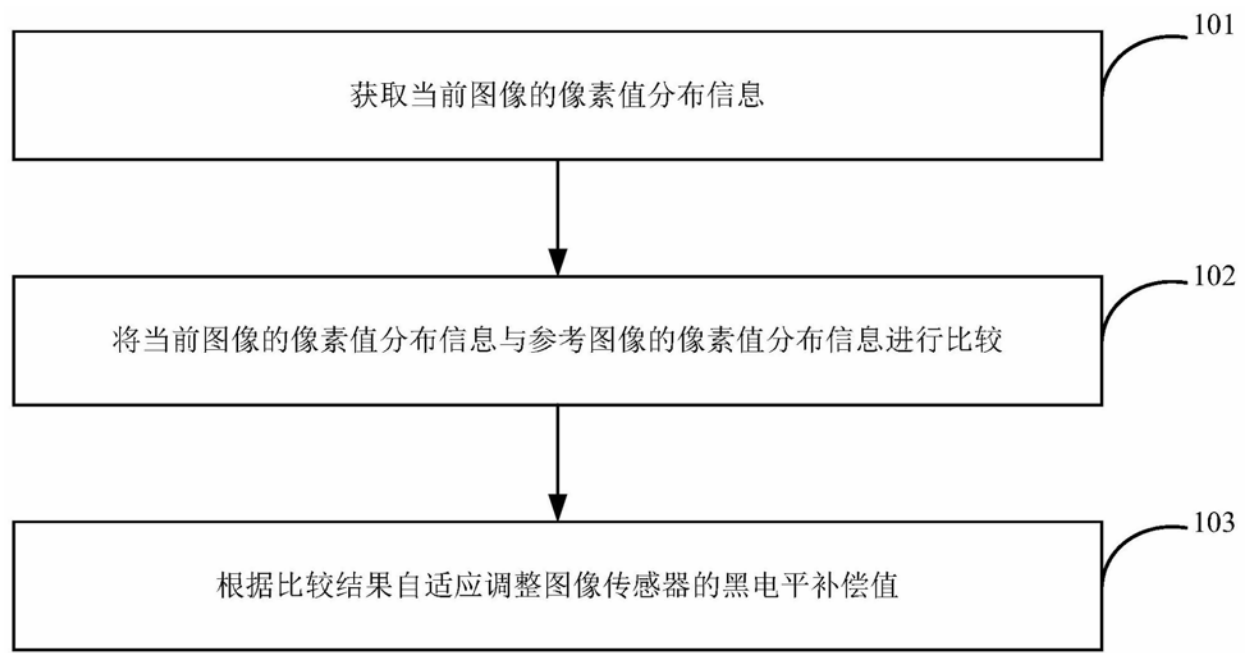 101
获取当前图像的像素值分布信息
102
将当前图像的像素值分布信息与参考图像的像素值分布信息进行比较
103
根据比较结果自适应调整图像传感器的黑电平补偿值